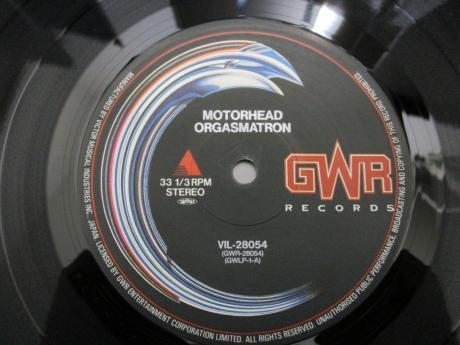 MOTORHEAD
ORGASMATRON
33 1/3 RPM
STEREO
GWR
RECORDS
VIL-28054
(GWR-28054)
(GWLP-1-A)
MANUFACTURED BY VICTOR MUSICAL INDUSTRIES INC., JAPAN. LICENSED BY GWR ENTERTAINMENT CORPORATION LIMITED. ALL RIGHTS RESERVED. UNAUTHORISED PUBLIC PERFORMANCE, BROADCASTING AND COPYING OF THIS RECORD PROHIBITED.